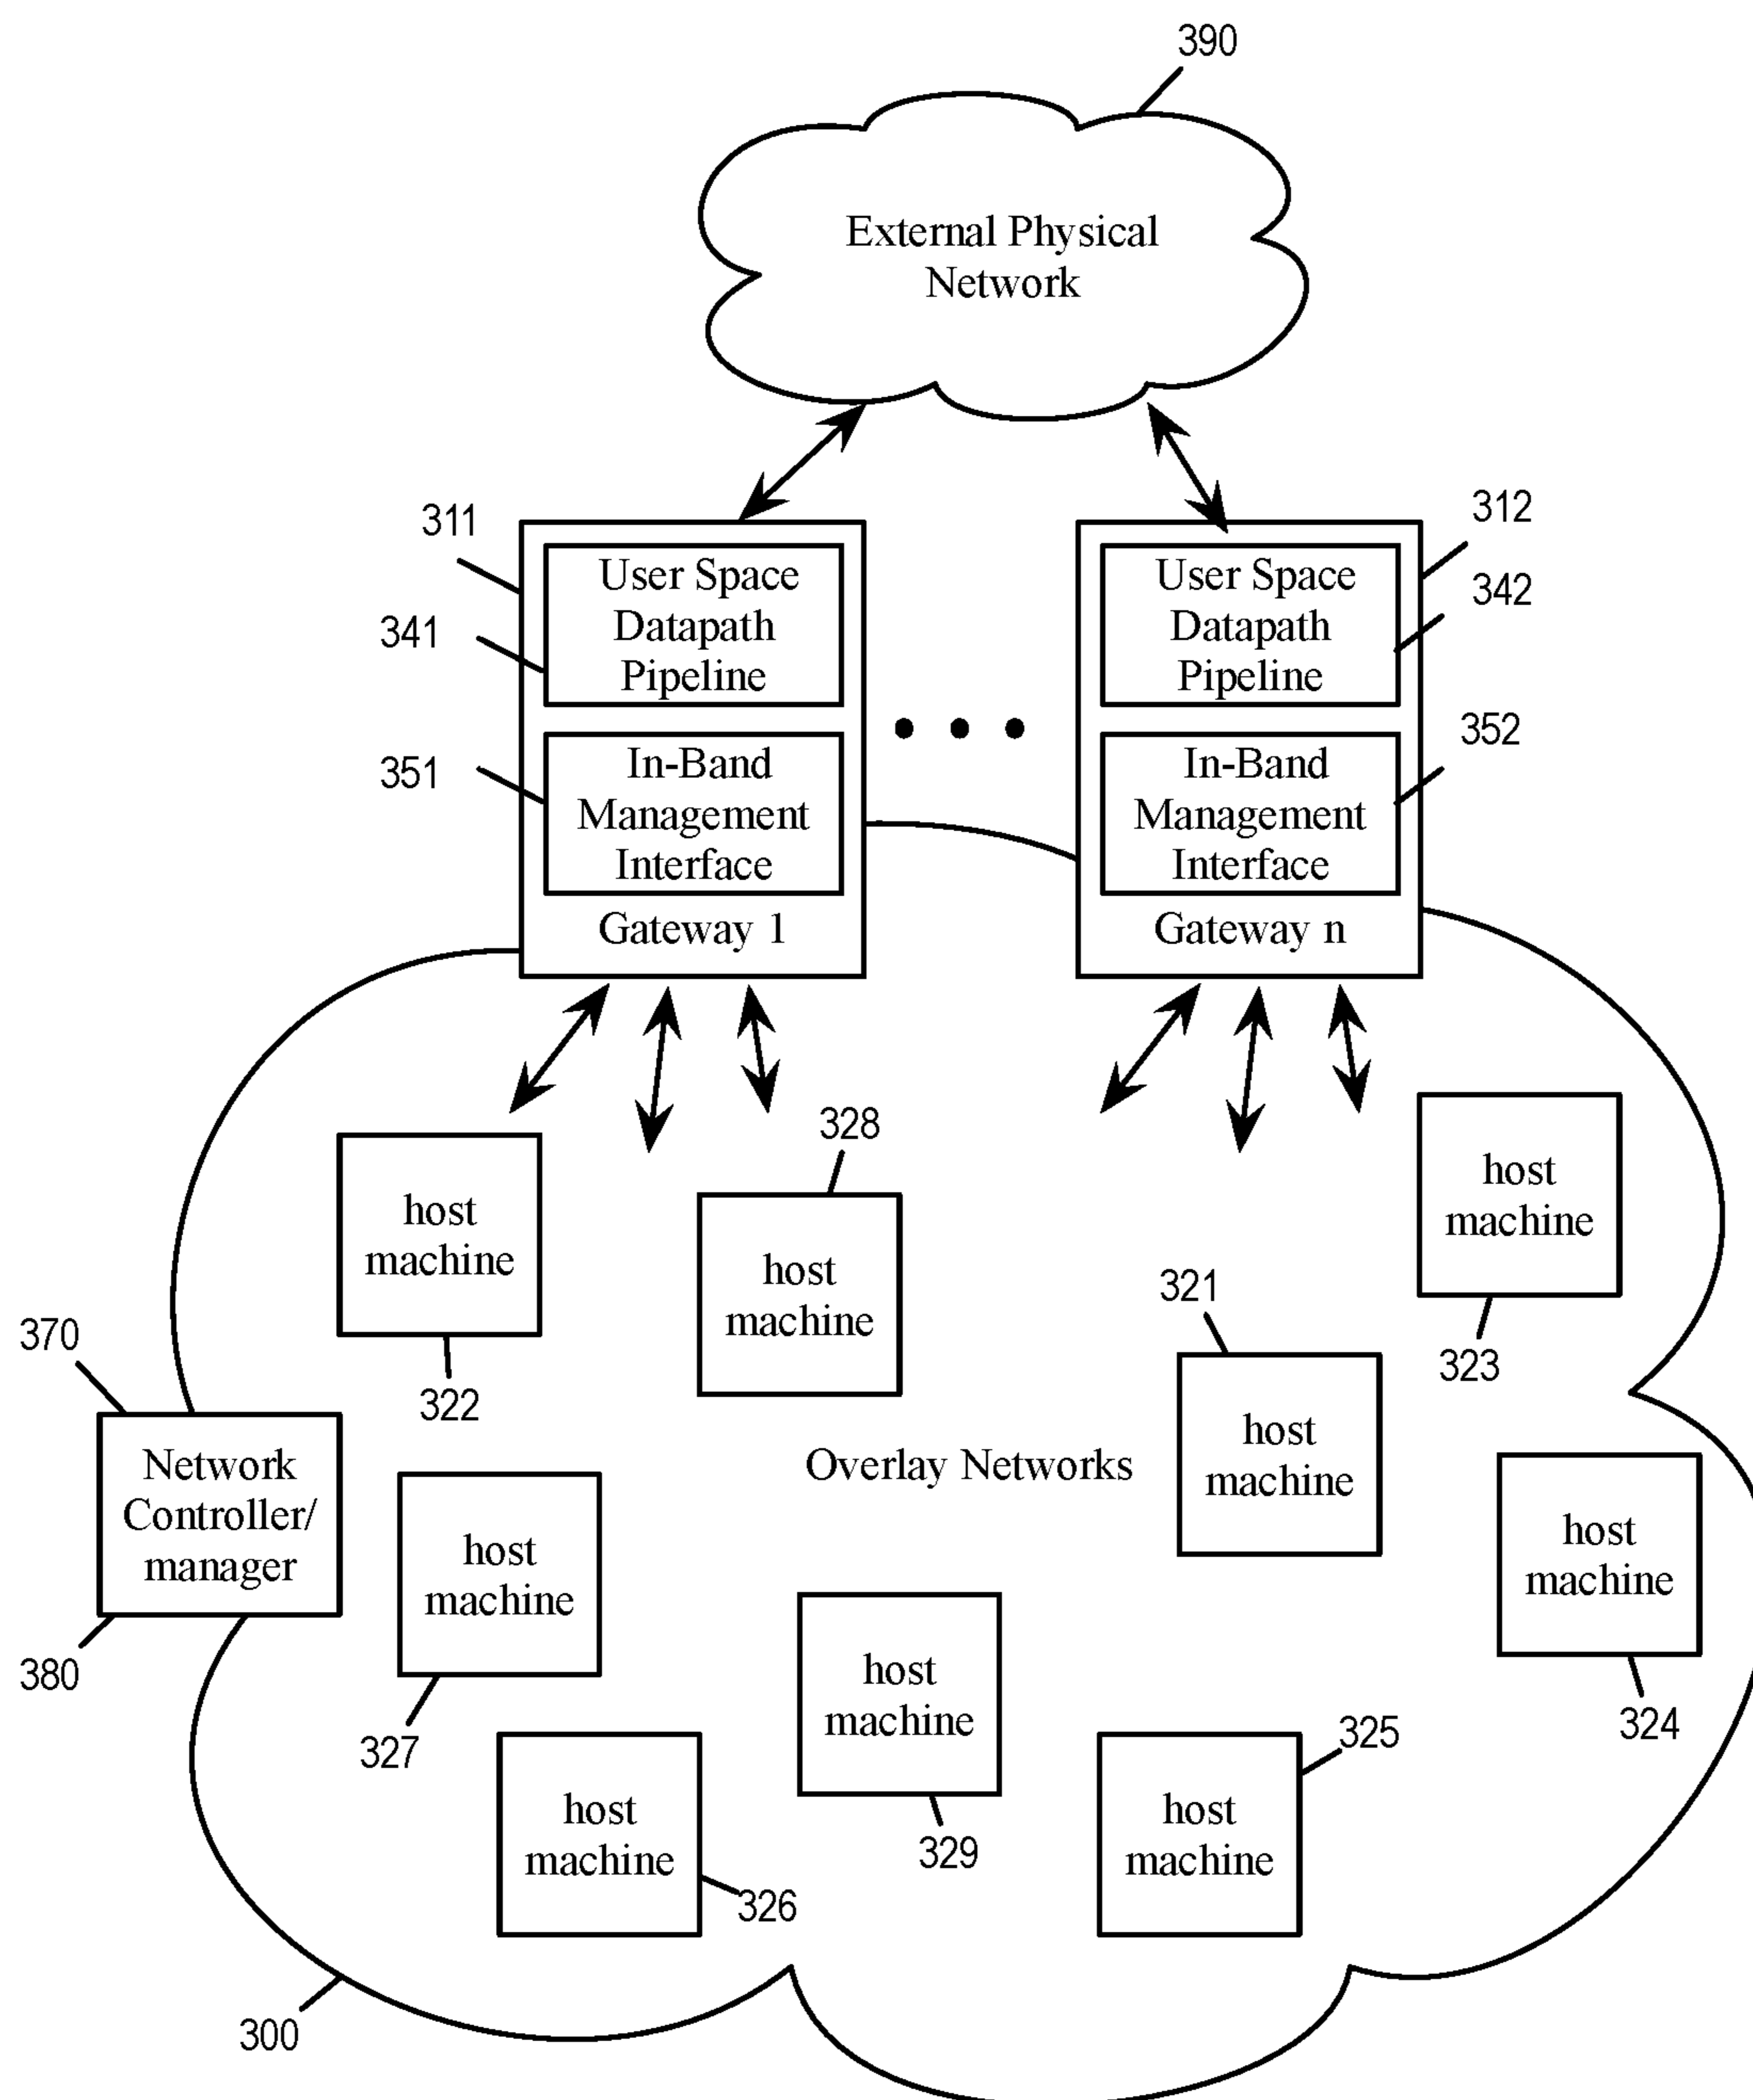 390
External Physical
Network
311
312
User Space
Datapath
Pipeline
User Space
Datapath
Pipeline
341
342
351
352
In-Band
Management
Interface
In-Band
Management
Interface
Gateway 1
Gateway n
328
host
machine
322
host
machine
host
machine
323
321
host
machine
370
Network
Controller/
manager
380
Overlay Networks
host
machine
327
host
machine
324
host
machine
329
host
machine
326
host
machine
325
300